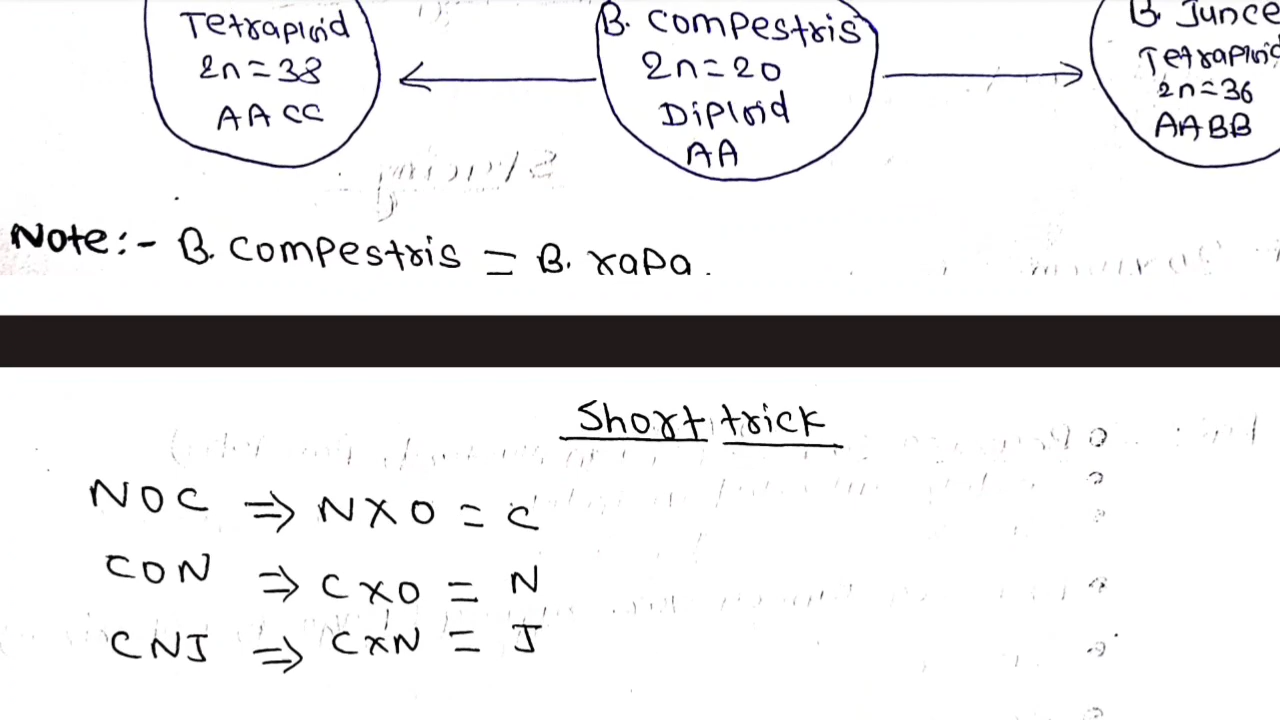 Tetraploid
2n=38
AA CC
B. Compestris
2n=20
Diploid
AA
B. Junce
Tetraploid
2n=36
AABB
Note:- B. Compestris = B. rapa.
Short trick
NOC ⇒ N X O = C
CON ⇒ C X O = N
CNJ ⇒ C X N = J